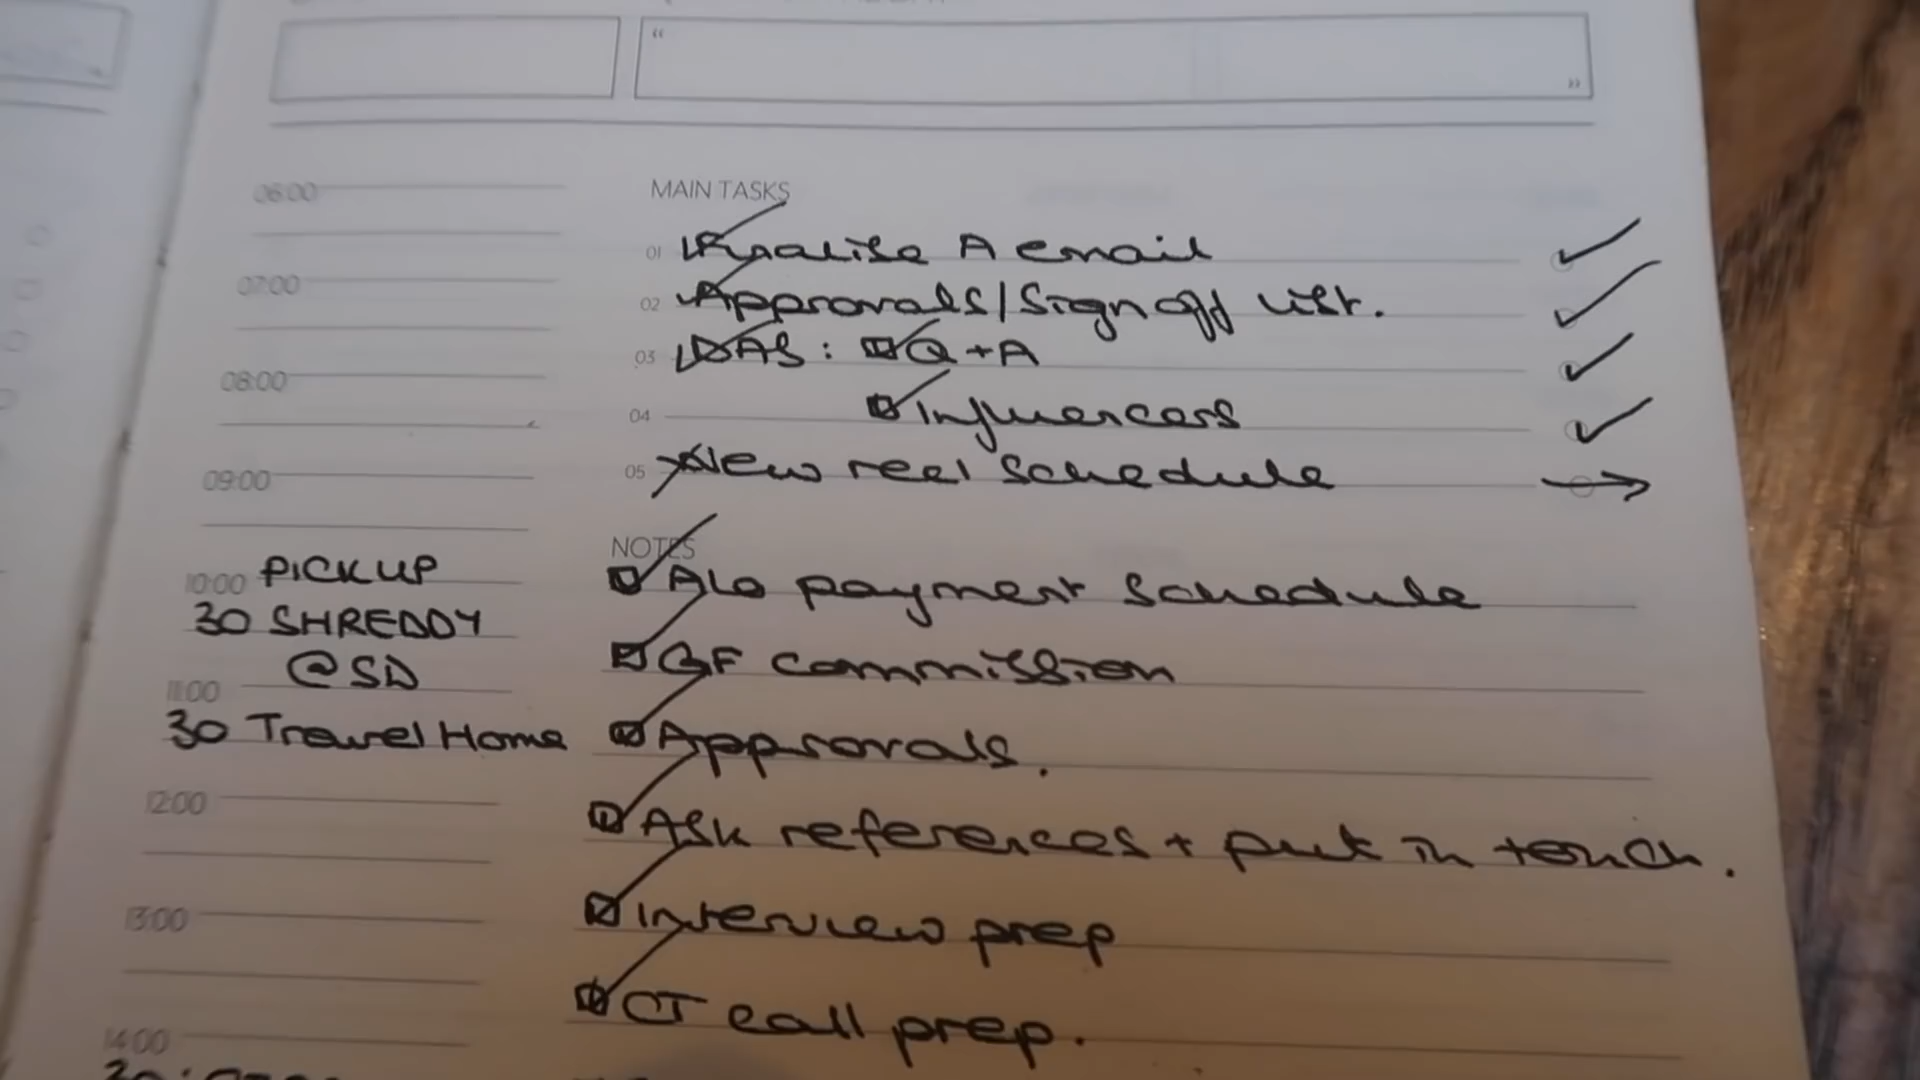 “
”
06:00
07:00
08:00
09:00
10:00 PICKUP
30 SHREDDY
@SD
11:00
30 Travel Home
12:00
13:00
14:00
MAIN TASKS
01 Finalise A email
02 Approvals/Sign off list.
03 DAS: Q+A
04 Influencers
05 New reel schedule
NOTES
payment schedule
GF commission
Approvals.
Ask references + put in touch.
Interview prep
CT call prep.